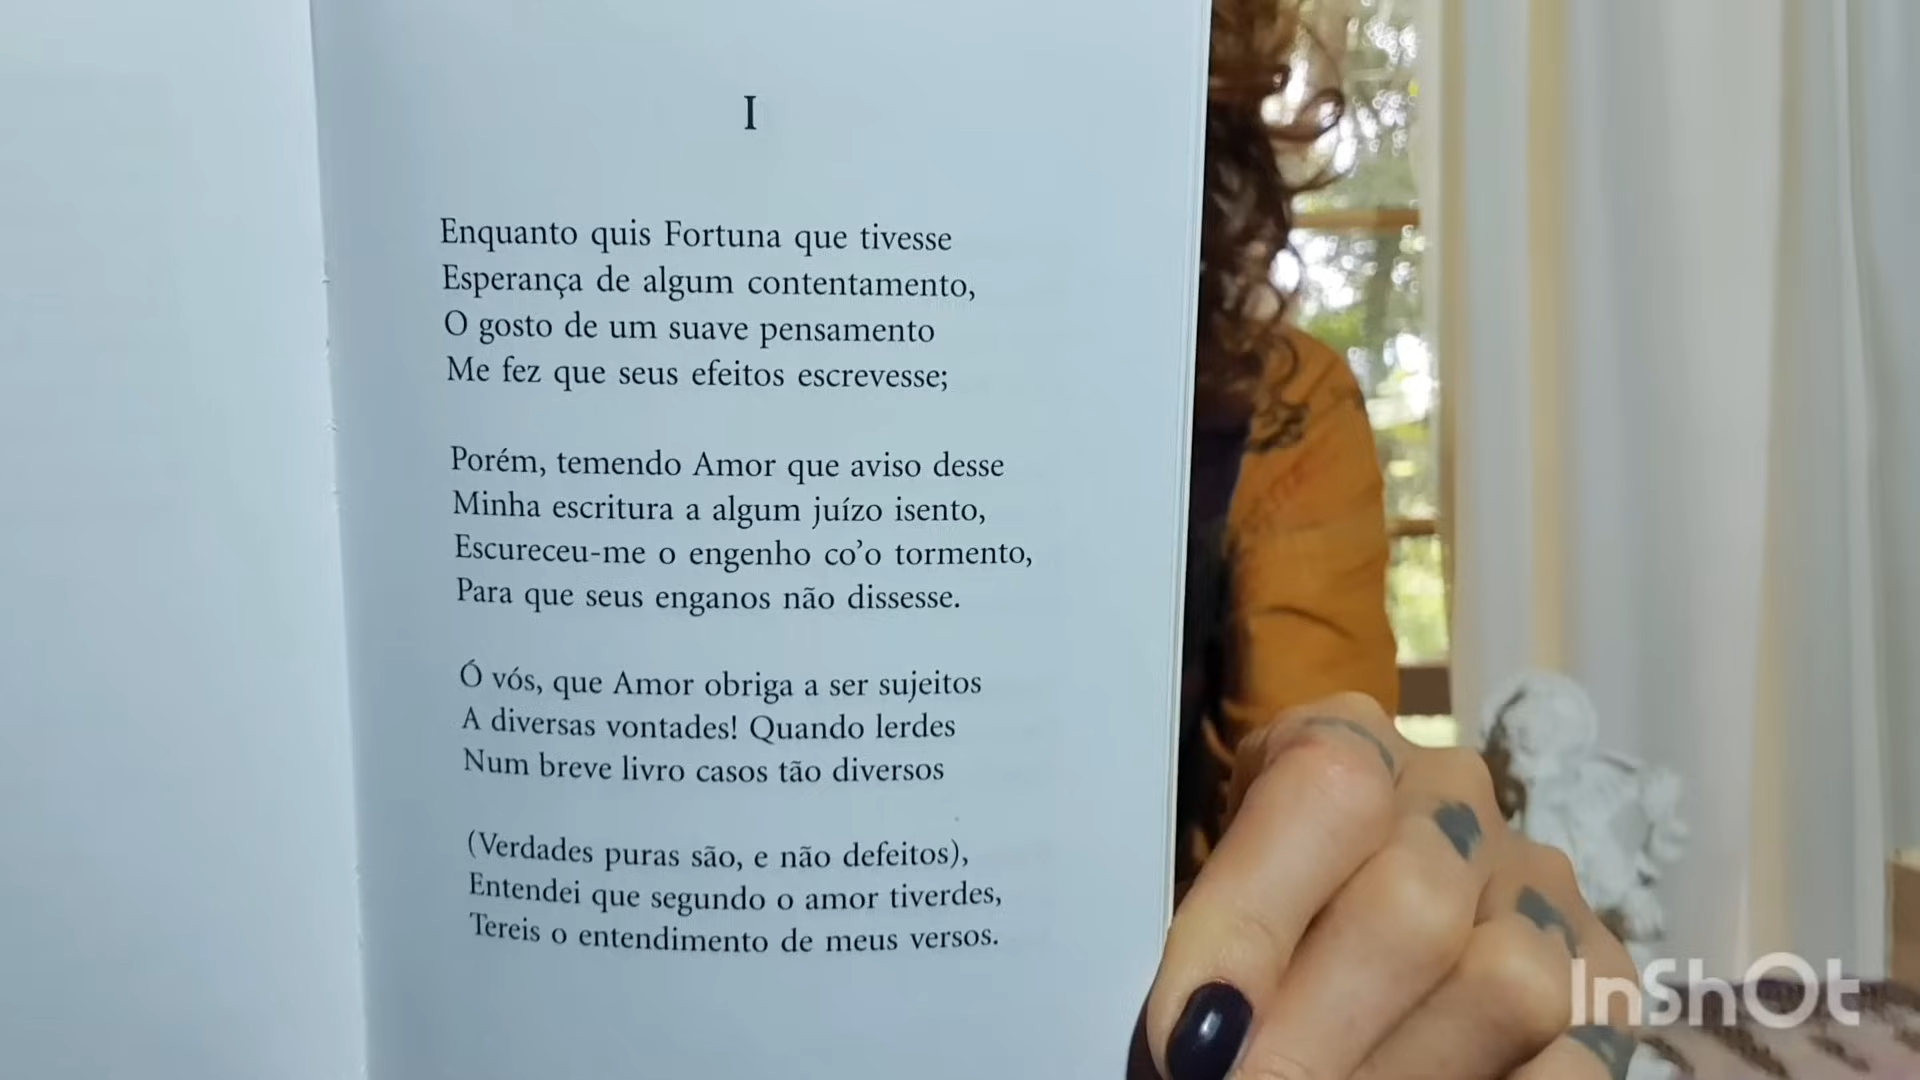 I
Enquanto quis Fortuna que tivesse
Esperança de algum contentamento,
O gosto de um suave pensamento
Me fez que seus efeitos escrevesse;
Porém, temendo Amor que aviso desse
Minha escritura a algum juízo isento,
Escureceu-me o engenho co’o tormento,
Para que seus enganos não dissesse.
Ó vós, que Amor obriga a ser sujeitos
A diversas vontades! Quando lerdes
Num breve livro casos tão diversos
(Verdades puras são, e não defeitos),
Entendei que segundo o amor tiverdes,
Tereis o entendimento de meus versos.
InShOt